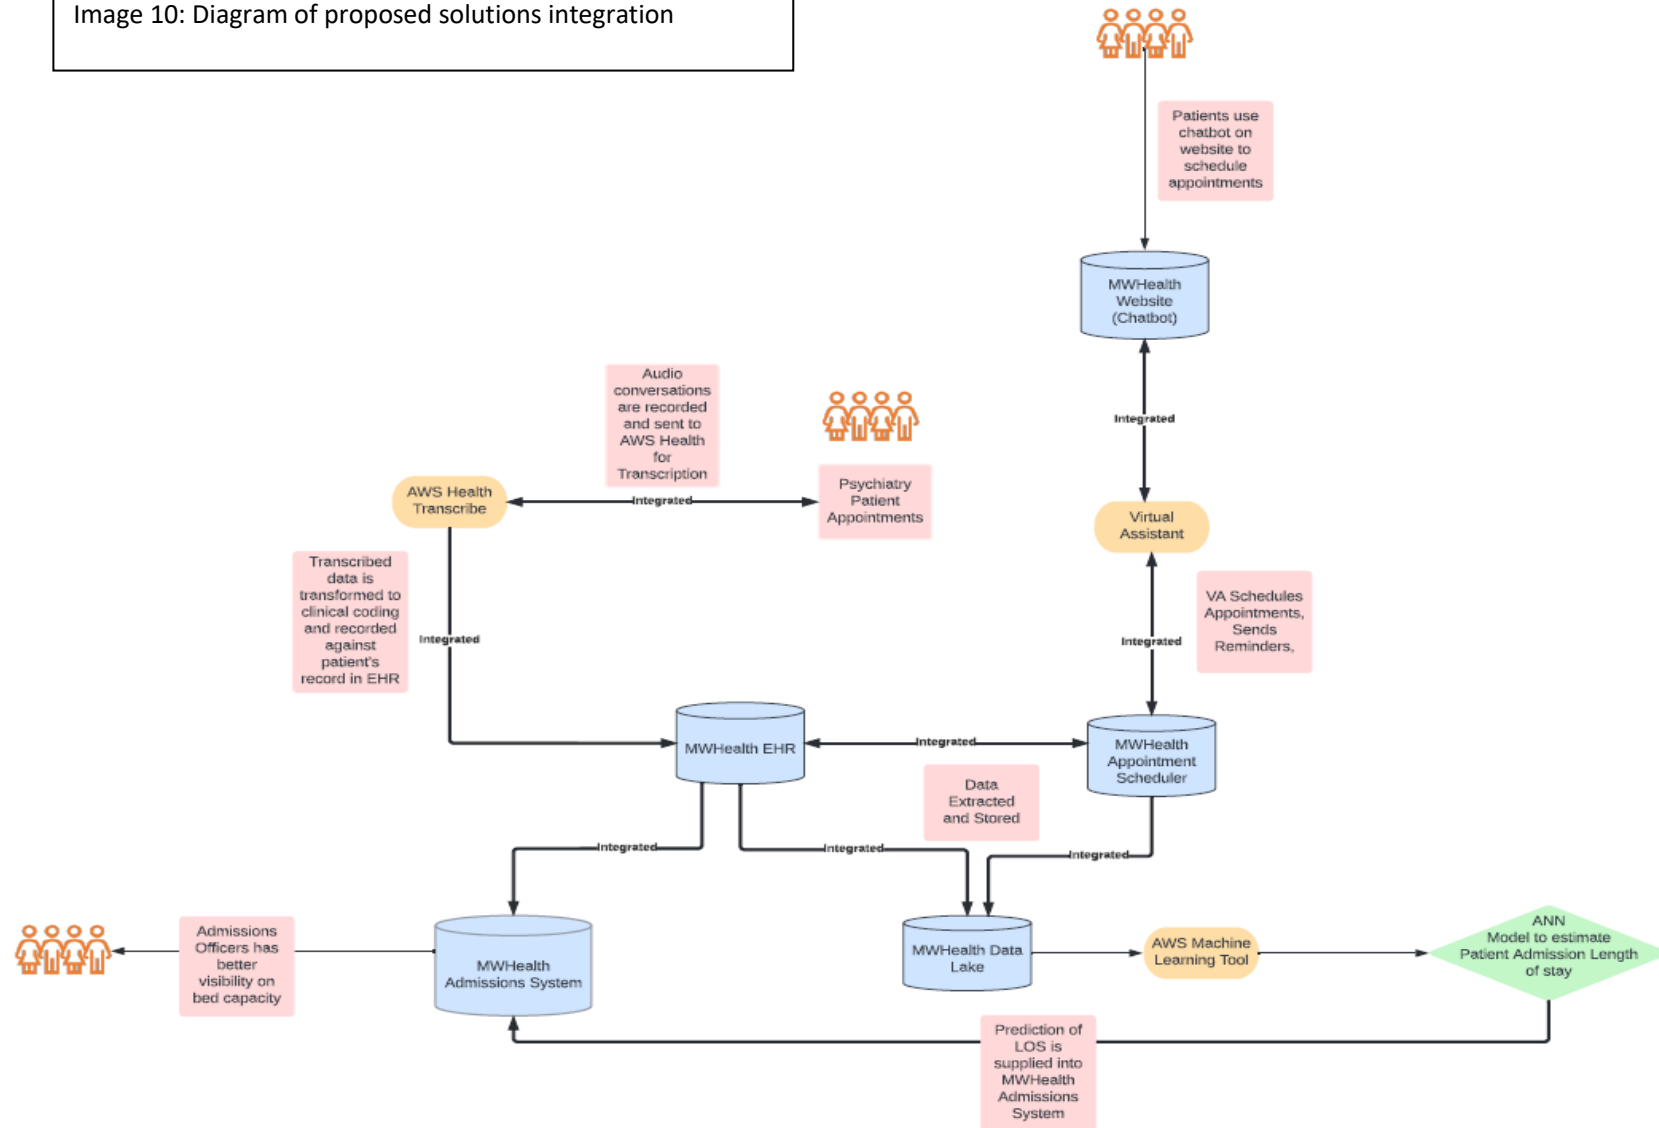 Image 10: Diagram of proposed solutions integration
Patients use
chatbot on
website to
schedule
appointments
MWHealth
Website
(Chatbot)
Integrated
Audio
conversations
are recorded
and sent to
AWS Health
for
Transcription
AWS Health
Transcribe
Integrated
Psychiatry
Patient
Appointments
Virtual
Assistant
Transcribed
data is
transformed to
clinical coding
and recorded
against
patient's
record in EHR
Integrated
Integrated
VA Schedules
Appointments,
Sends
Reminders,
MWHealth EHR
Integrated
MWHealth
Appointment
Scheduler
Data
Extracted
and Stored
Integrated
Integrated
Integrated
Admissions
Officers has
better
visibility on
bed capacity
MWHealth
Admissions System
MWHealth Data
Lake
AWS Machine
Learning Tool
ANN
Model to estimate
Patient Admission Length
of stay
Prediction of
LOS is
supplied into
MWHealth
Admissions
System